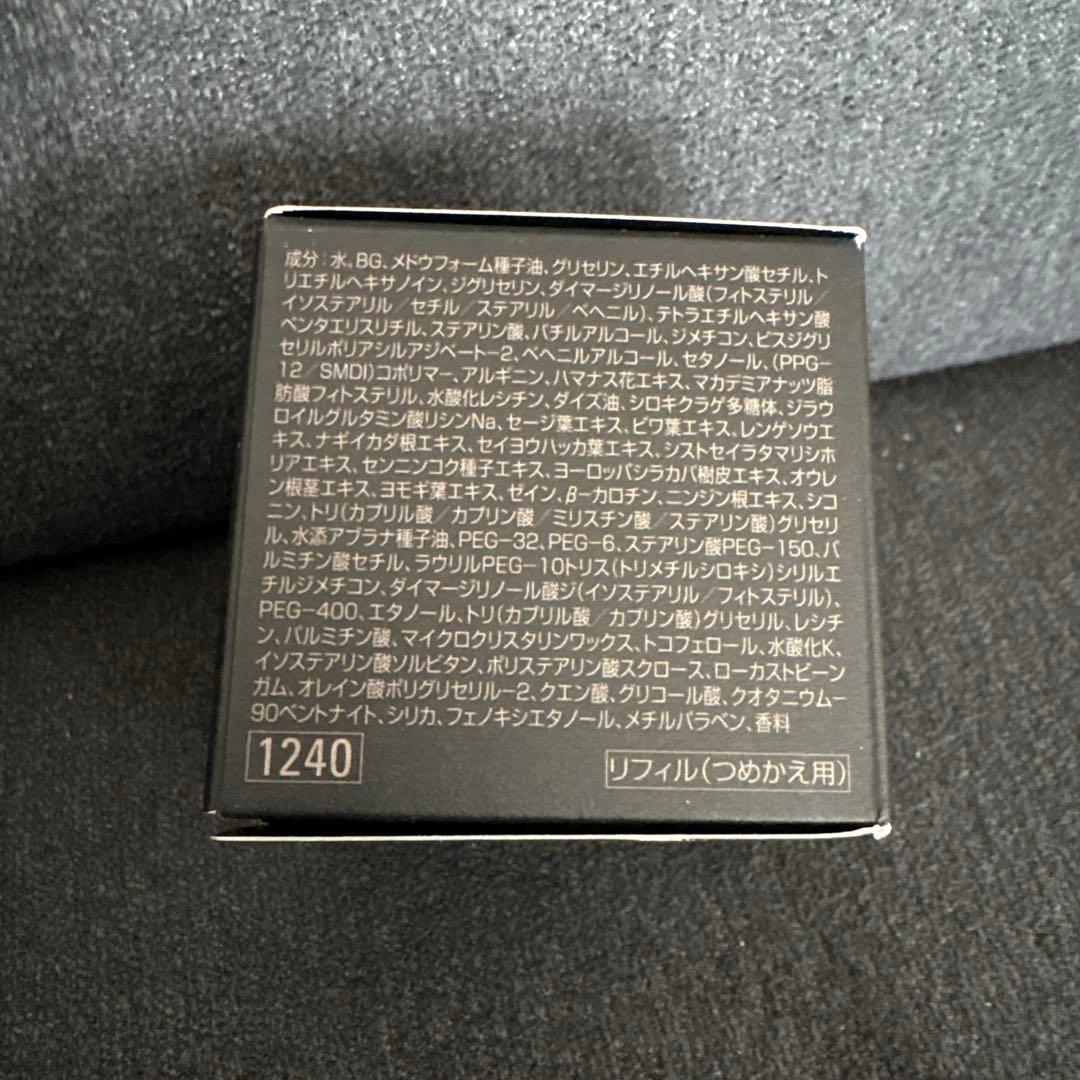 成分:水、BG、メドウフォーム種子油、グリセリン、エチルヘキサン酸セチル、ト
リエチルヘキサノイン、ジグリセリン、ダイマージリノール酸(フィトステリル／
イソステアリル／セチル／ステアリル／ベヘニル)、テトラエチルヘキサン酸
ペンタエリスリチル、ステアリン酸、バチルアルコール、ジメチコン、ビスジグリ
セリルポリアシルアジペート-2、ベヘニルアルコール、セタノール、(PPG-
12／SMDI)コポリマー、アルギニン、ハマナス花エキス、マカデミアナッツ脂
肪酸フィトステリル、水酸化レシチン、ダイズ油、シロキクラゲ多糖体、ジラウ
ロイルグルタミン酸リシンNa、セージ葉エキス、ビワ葉エキス、レンゲソウエ
キス、ナギイカダ根エキス、セイヨウハッカ葉エキス、シストセイラタマリシホ
リアエキス、センニンコク種子エキス、ヨーロッパシラカバ樹皮エキス、オウレ
ン根茎エキス、ヨモギ葉エキス、ゼイン、β-カロチン、ニンジン根エキス、シコ
ニン、トリ(カプリル酸／カプリン酸／ミリスチン酸／ステアリン酸)グリセリ
ル、水添アブラナ種子油、PEG-32、PEG-6、ステアリン酸PEG-150、パ
ルミチン酸セチル、ラウリルPEG-10トリス(トリメチルシロキシ)シリルエ
チルジメチコン、ダイマージリノール酸ジ(イソステアリル／フィトステリル)、
PEG-400、エタノール、トリ(カプリル酸／カプリン酸)グリセリル、レシチ
ン、パルミチン酸、マイクロクリスタリンワックス、トコフェロール、水酸化K、
イソステアリン酸ソルビタン、ポリステアリン酸スクロース、ローカストビーン
ガム、オレイン酸ポリグリセリル-2、クエン酸、グリコール酸、クオタニウム-
90ベントナイト、シリカ、フェノキシエタノール、メチルパラベン、香料
1240
リフィル(つめかえ用)